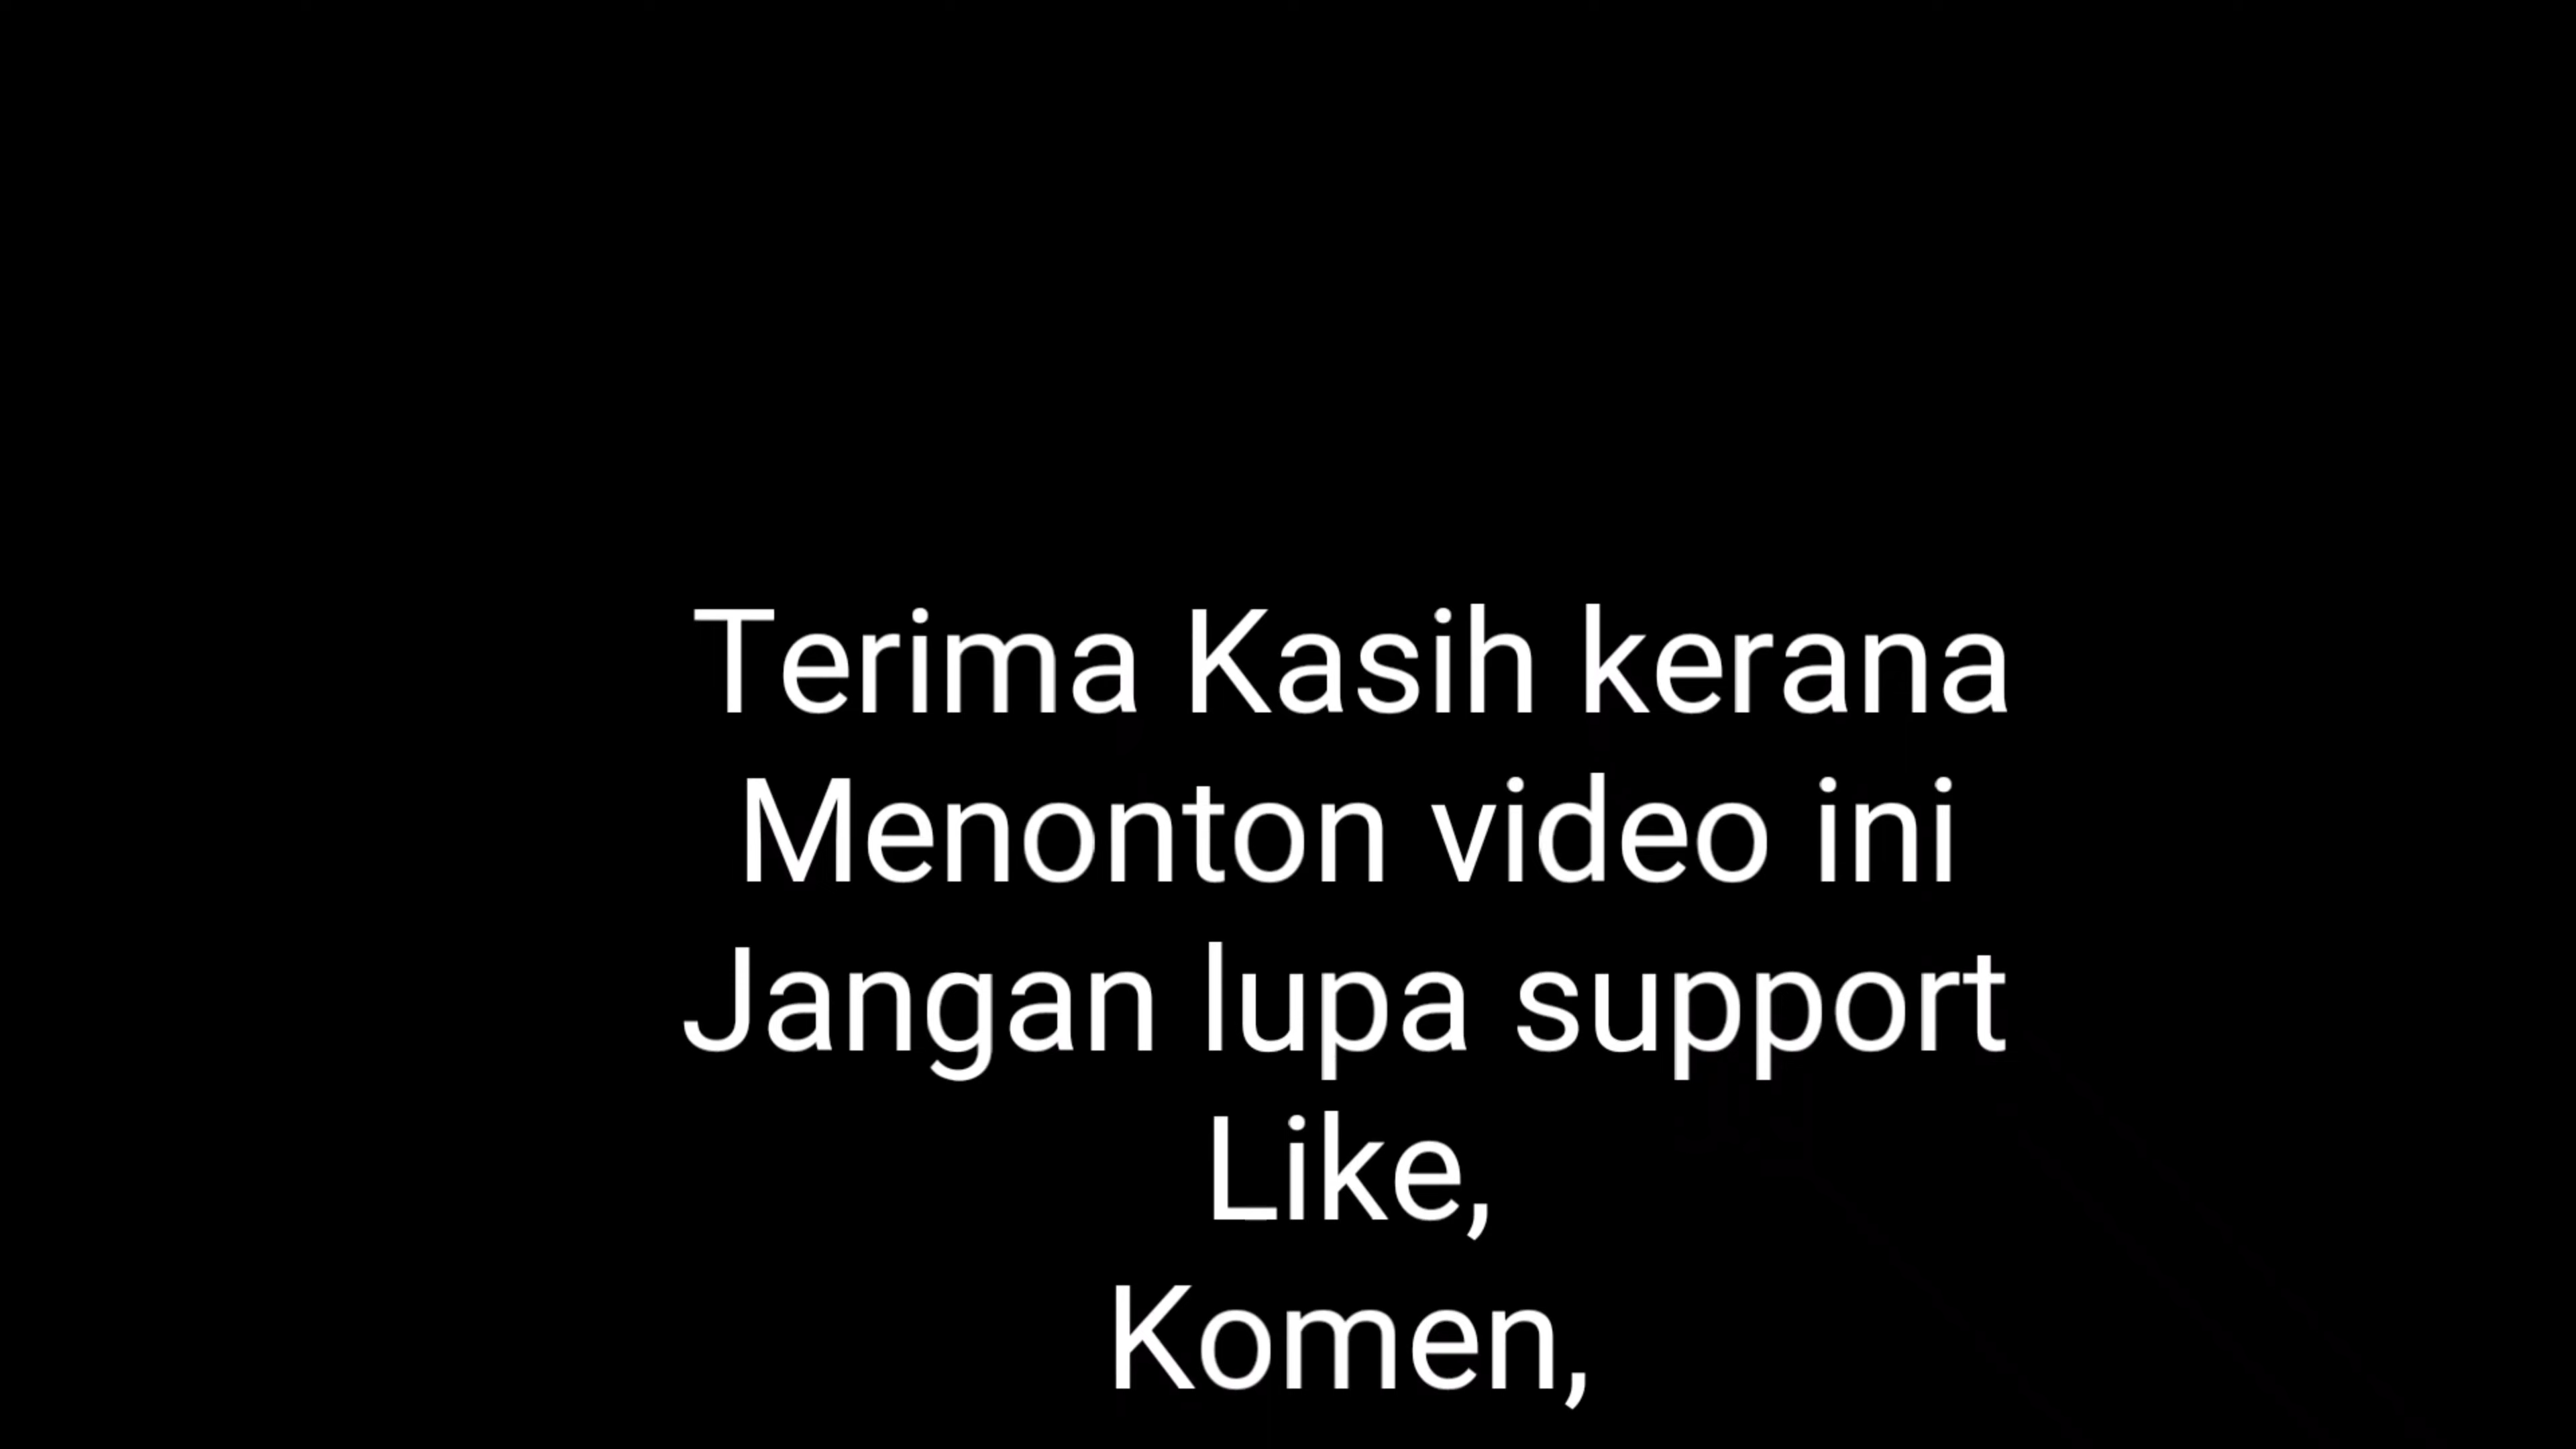 Terima Kasih kerana
Menonton video ini
Jangan lupa support
Like,
Komen,